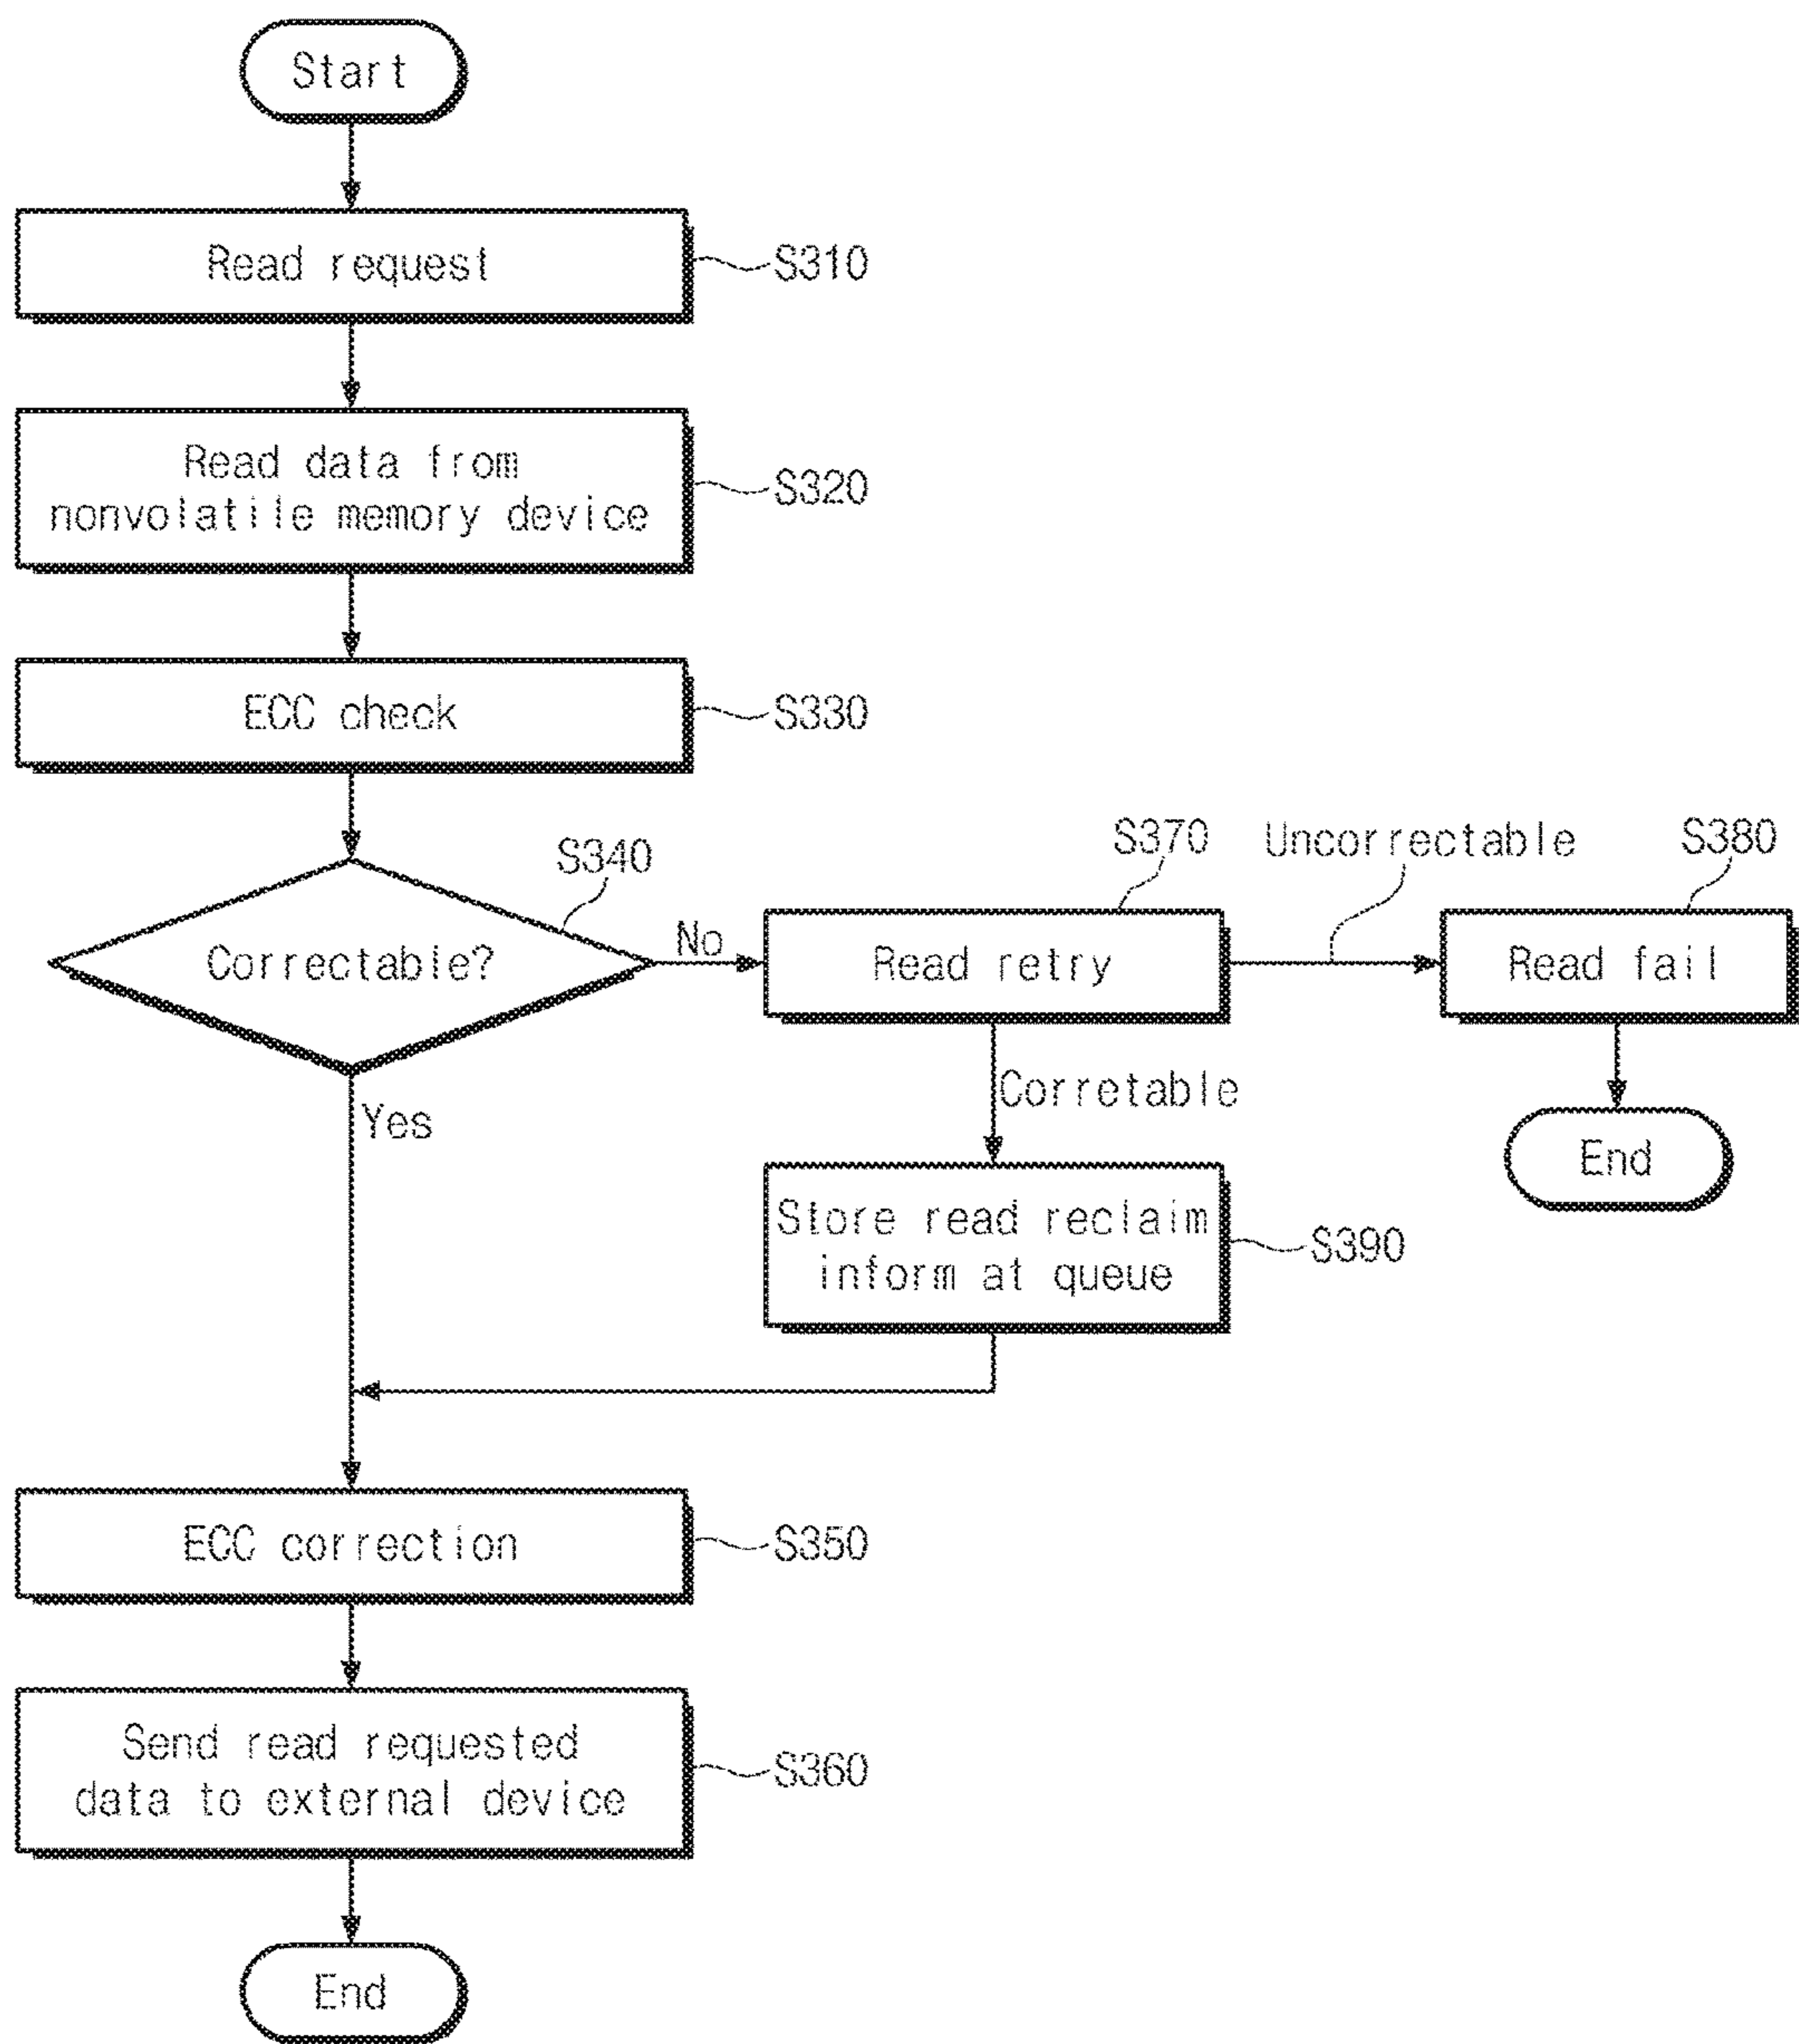 Start
Read request
S310
Read data from
nonvolatile memory device
S320
ECC check
S330
S340
Correctable?
No
Yes
S370
Read retry
Uncorrectable
S380
Read fail
End
Corretable
Store read reclaim
inform at queue
S390
ECC correction
S350
Send read requested
data to external device
S360
End